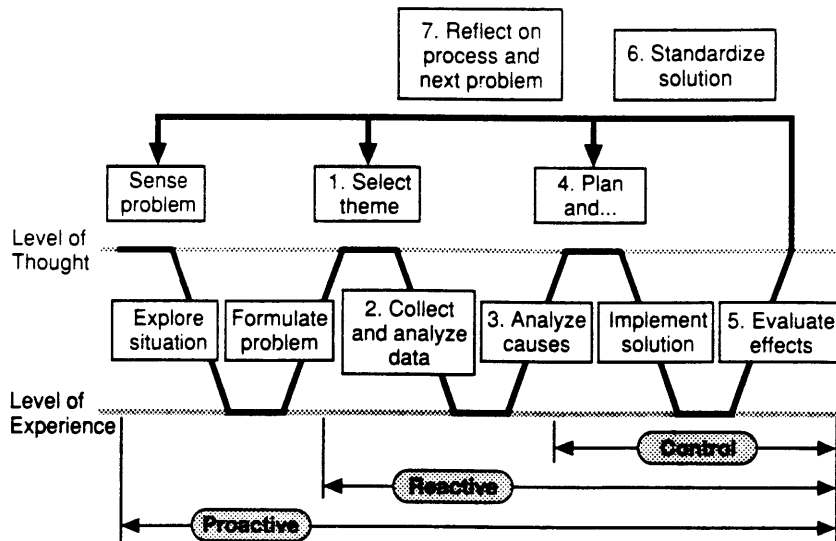 7. Reflect on
process and
next problem
6. Standardize
solution
Sense
problem
1. Select
theme
4. Plan
and...
Level of
Thought
Explore
situation
Formulate
problem
2. Collect
and analyze
data
3. Analyze
causes
Implement
solution
5. Evaluate
effects
Level of
Experience
Control
Reactive
Proactive